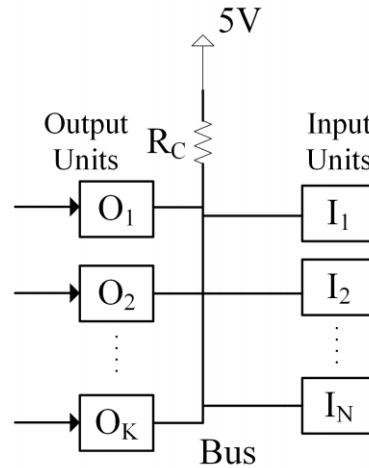 5V
Output
Units
R_C
Input
Units
O_1
I_1
O_2
I_2
O_K
I_N
Bus